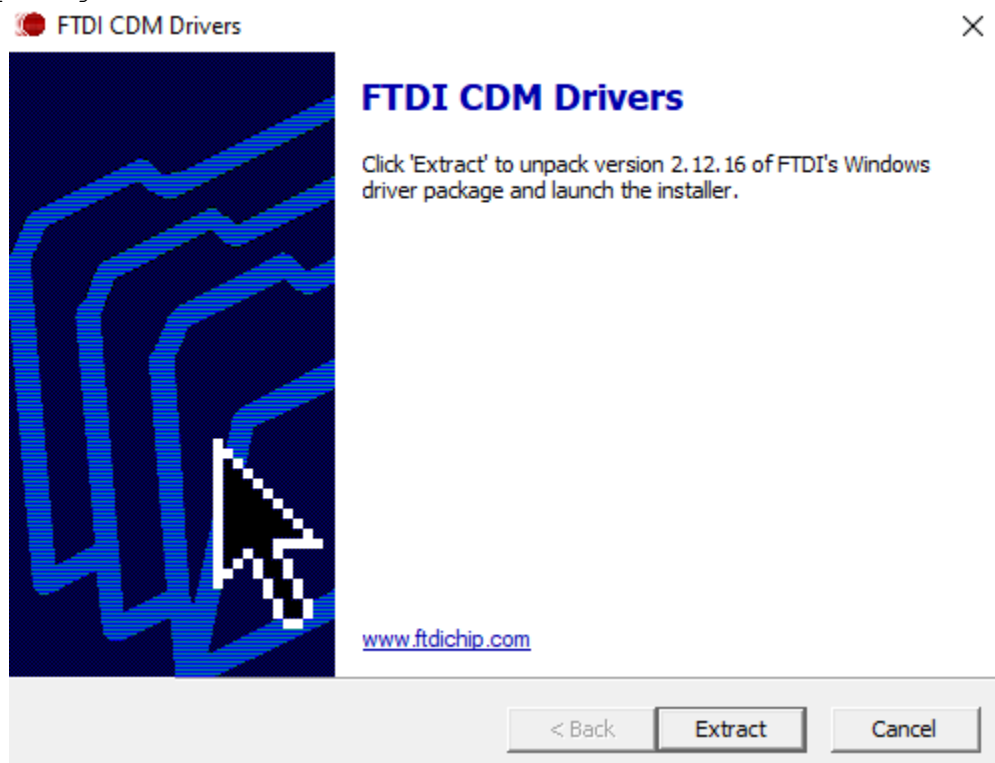 FTDI CDM Drivers
FTDI CDM Drivers
Click 'Extract' to unpack version 2.12.16 of FTDI's Windows
driver package and launch the installer.
www.ftdichip.com
< Back
Extract
Cancel